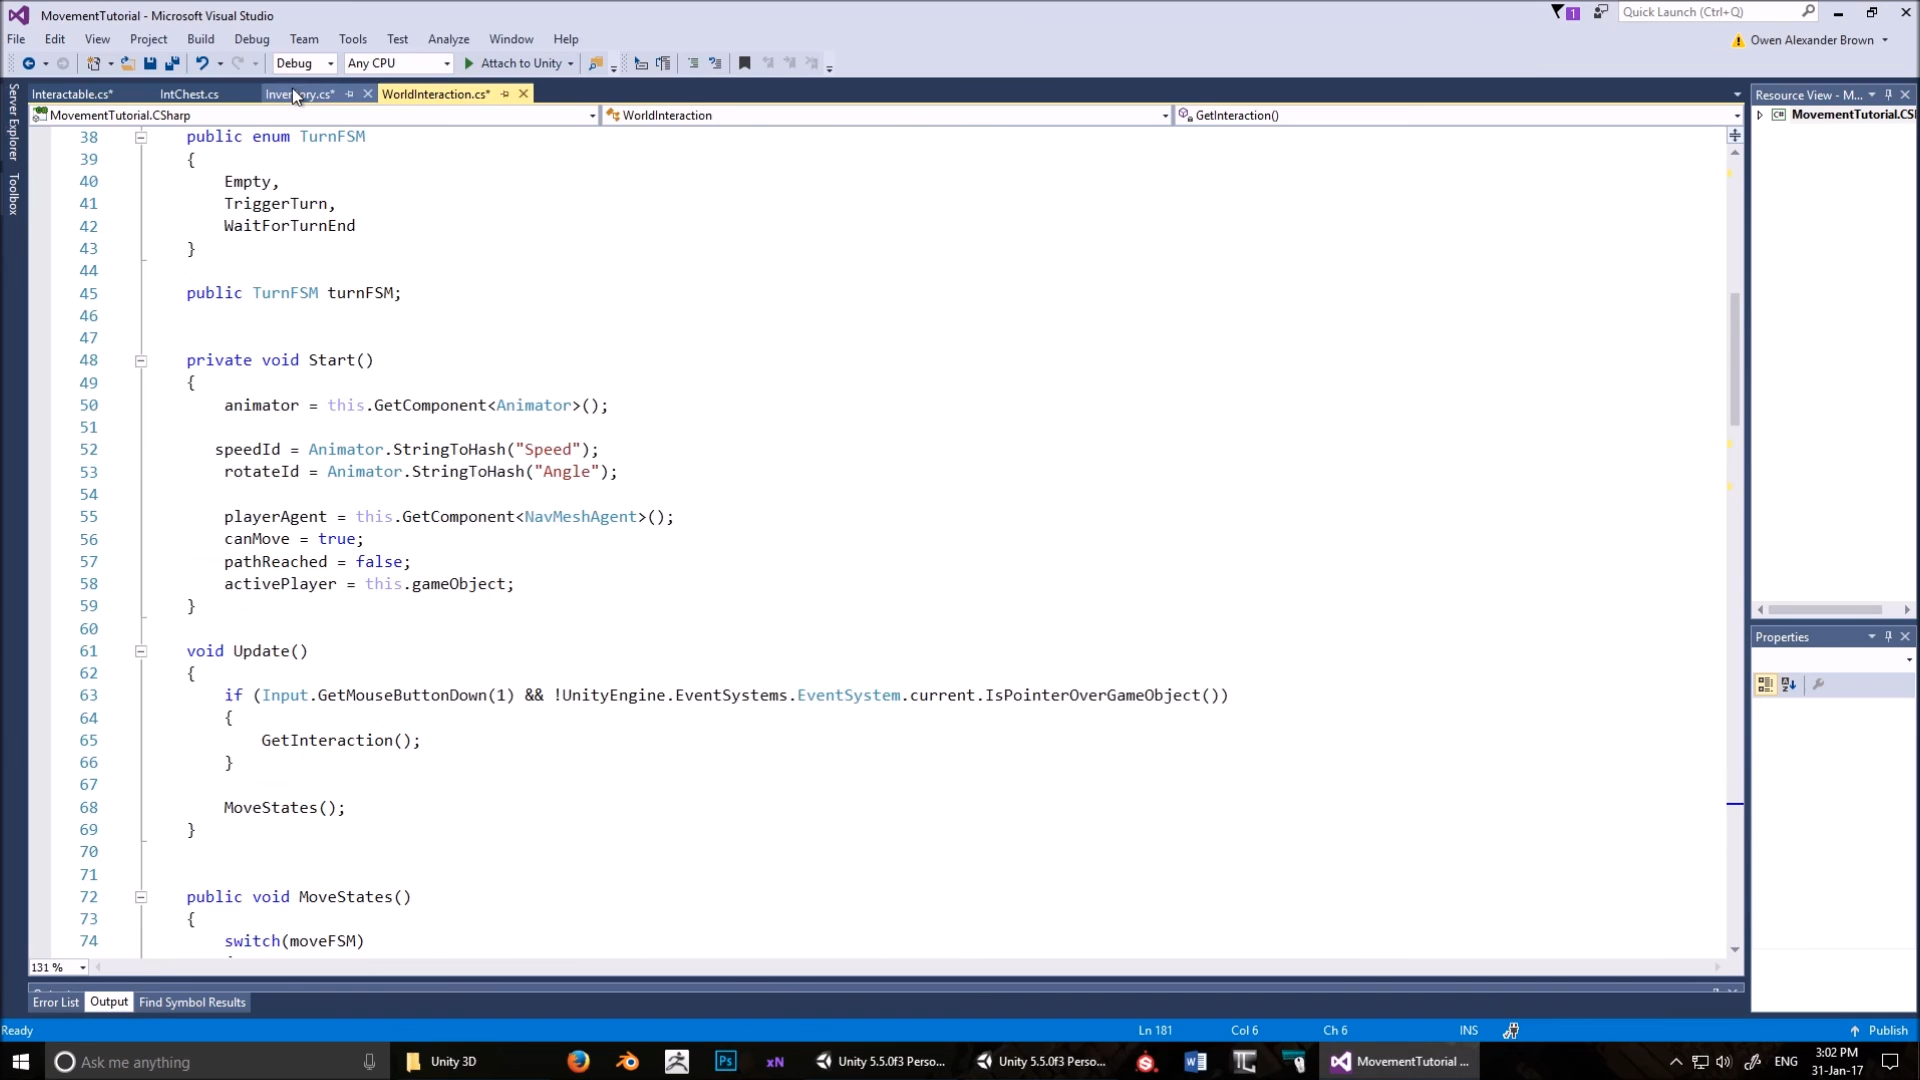 MovementTutorial - Microsoft Visual Studio
1
Quick Launch (Ctrl+Q)
File Edit View Project Build Debug Team Tools Test Analyze Window Help
Owen Alexander Brown
Debug Any CPU Attach to Unity
Server Explorer
Toolbox
Interactable.cs* IntChest.cs Inventory.cs* WorldInteraction.cs*
Resource View - M...
MovementTutorial.CSharp WorldInteraction GetInteraction()
MovementTutorial.CS
38 public enum TurnFSM
39 {
40 Empty,
41 TriggerTurn,
42 WaitForTurnEnd
43 }
44
45 public TurnFSM turnFSM;
46
47
48 private void Start()
49 {
50 animator = this.GetComponent<Animator>();
51
52 speedId = Animator.StringToHash("Speed");
53 rotateId = Animator.StringToHash("Angle");
54
55 playerAgent = this.GetComponent<NavMeshAgent>();
56 canMove = true;
57 pathReached = false;
58 activePlayer = this.gameObject;
59 }
60
61 void Update()
62 {
63 if (Input.GetMouseButtonDown(1) && !UnityEngine.EventSystems.EventSystem.current.IsPointerOverGameObject())
64 {
65 GetInteraction();
66 }
67
68 MoveStates();
69 }
70
71
72 public void MoveStates()
73 {
74 switch(moveFSM)
Properties
131 %
Error List Output Find Symbol Results
Ready Ln 181 Col 6 Ch 6 INS Publish
Ask me anything Unity 3D Ps xN Unity 5.5.0f3 Perso... Unity 5.5.0f3 Perso... MovementTutorial ... ENG 3:02 PM
31-Jan-17